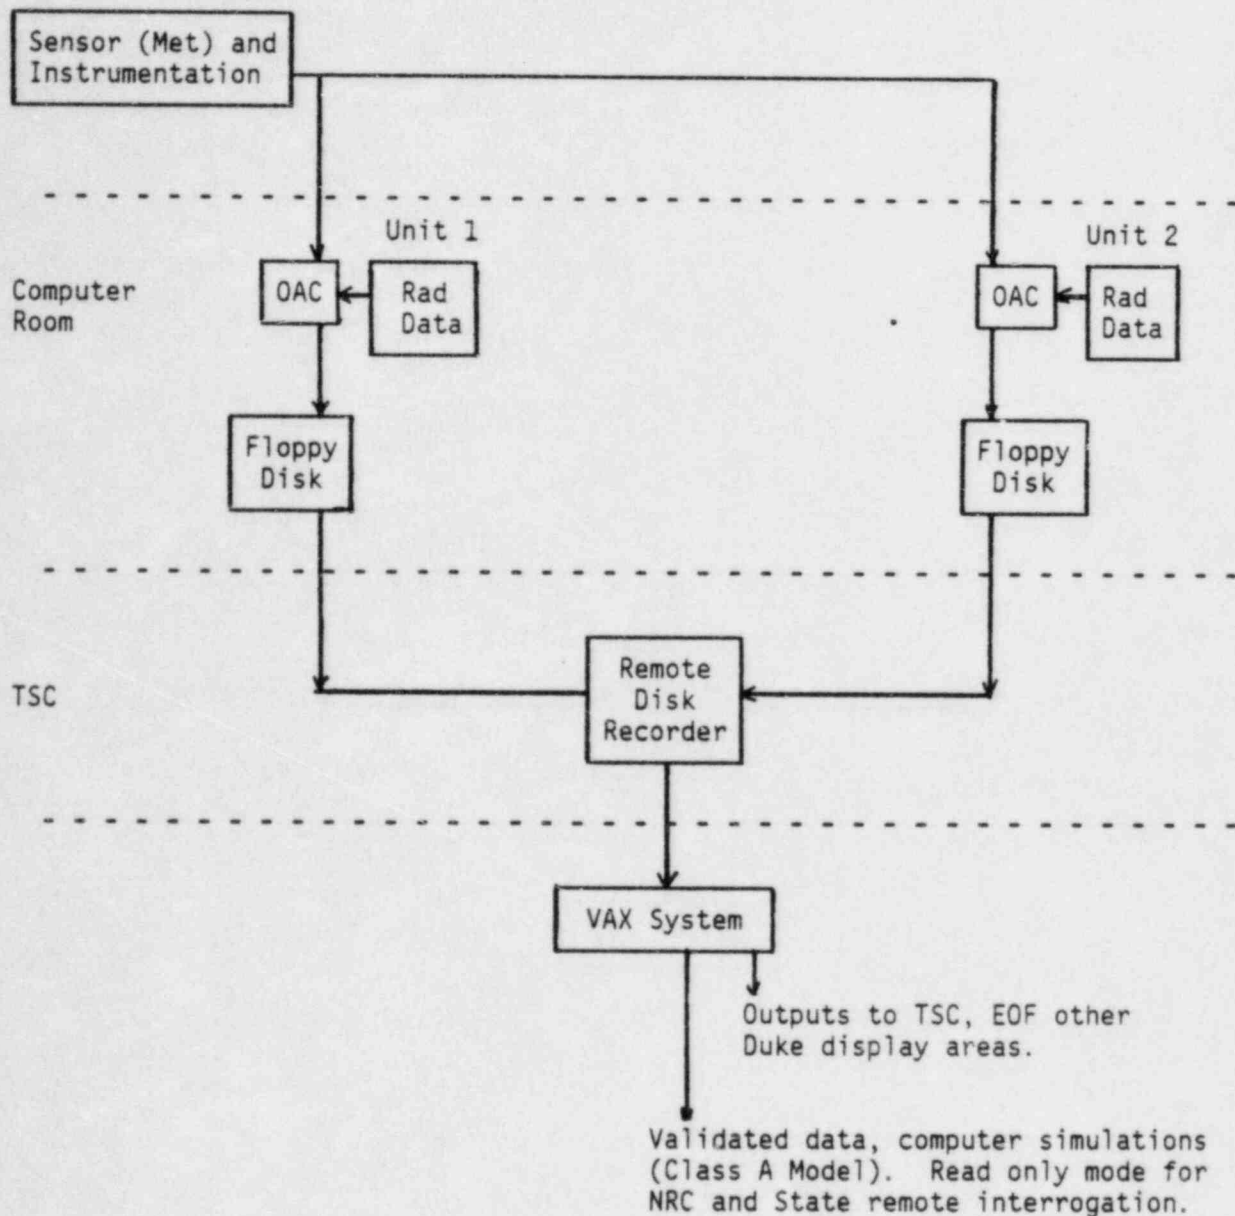 Sensor (Met) and
Instrumentation
Unit 1
Unit 2
Computer
Room
OAC
Rad
Data
OAC
Rad
Data
Floppy
Disk
Floppy
Disk
TSC
Remote
Disk
Recorder
VAX System
Outputs to TSC, EOF other
Duke display areas.
Validated data, computer simulations
(Class A Model). Read only mode for
NRC and State remote interrogation.